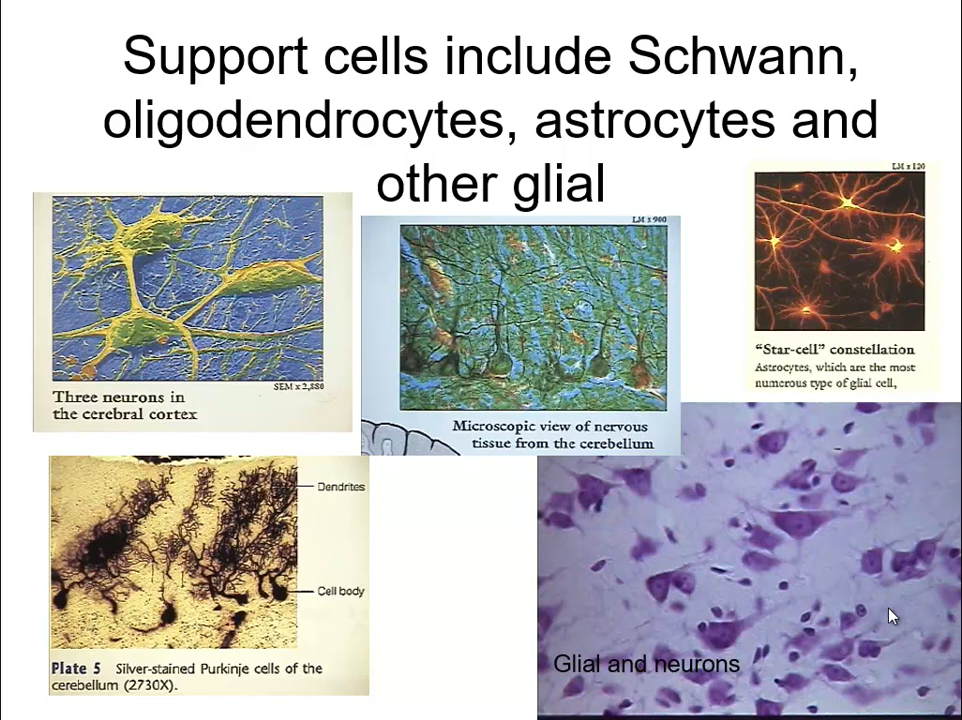 Support cells include Schwann,
oligodendrocytes, astrocytes and
other glial
SEM x 2,880
Three neurons in
the cerebral cortex
LM x 900
Microscopic view of nervous
tissue from the cerebellum
LM x 120
“Star-cell” constellation
Astrocytes, which are the most
numerous type of glial cell,
Dendrites
Cell body
Plate 5 Silver-stained Purkinje cells of the
cerebellum (2730X).
Glial and neurons